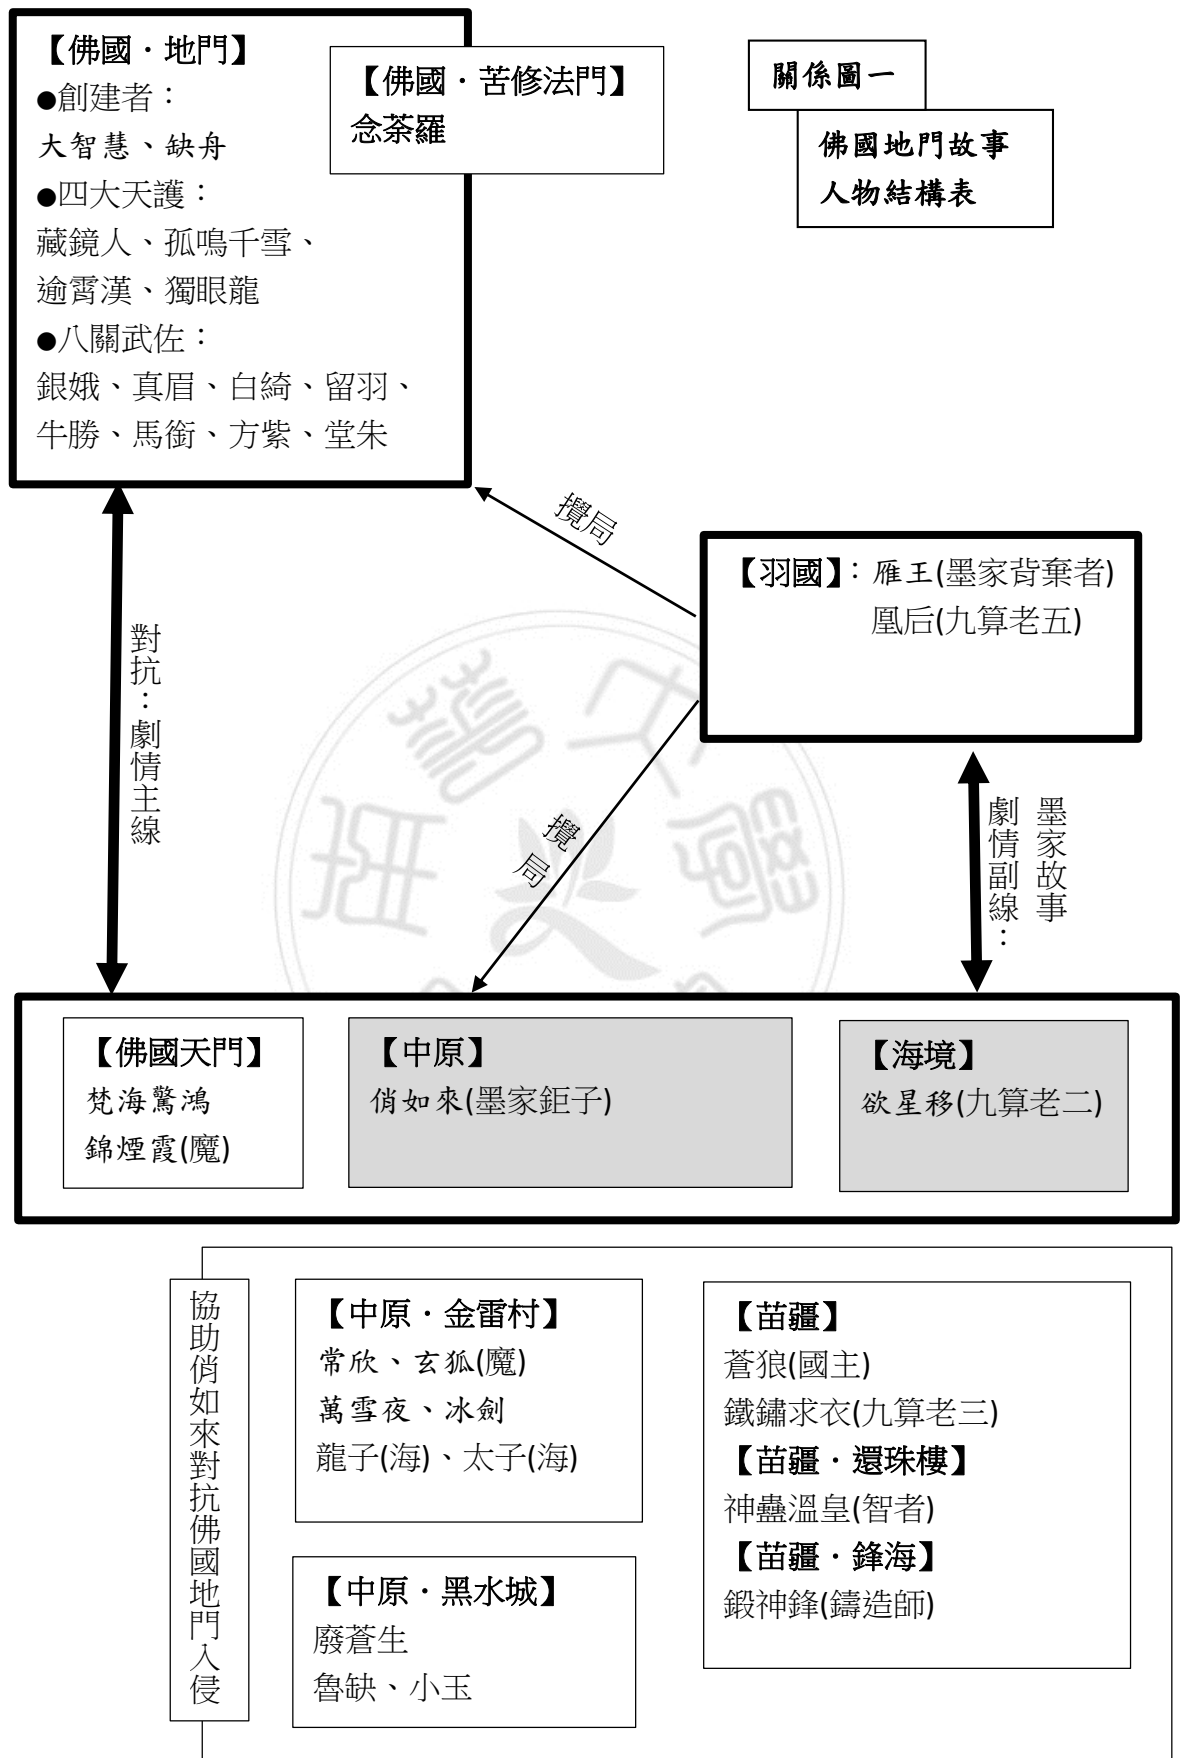 【佛國．地門】
●創建者：
大智慧、缺舟
●四大天護：
藏鏡人、孤鳴千雪、
逾霄漢、獨眼龍
●八關武佐：
銀娥、真眉、白綺、留羽、
牛勝、馬銜、方紫、堂朱
【佛國．苦修法門】
念荼羅
關係圖一
佛國地門故事
人物結構表
攪局
【羽國】：雁王(墨家背棄者)
凰后(九算老五)
對抗：劇情主線
攪局
劇情副線：
墨家故事
【佛國天門】
梵海驚鴻
錦煙霞(魔)
【中原】
俏如來(墨家鉅子)
【海境】
欲星移(九算老二)
協助俏如來對抗佛國地門入侵
【中原．金雷村】
常欣、玄狐(魔)
萬雪夜、冰劍
龍子(海)、太子(海)
【中原．黑水城】
廢蒼生
魯缺、小玉
【苗疆】
蒼狼(國主)
鐵鏽求衣(九算老三)
【苗疆．還珠樓】
神蠱溫皇(智者)
【苗疆．鋒海】
鍛神鋒(鑄造師)